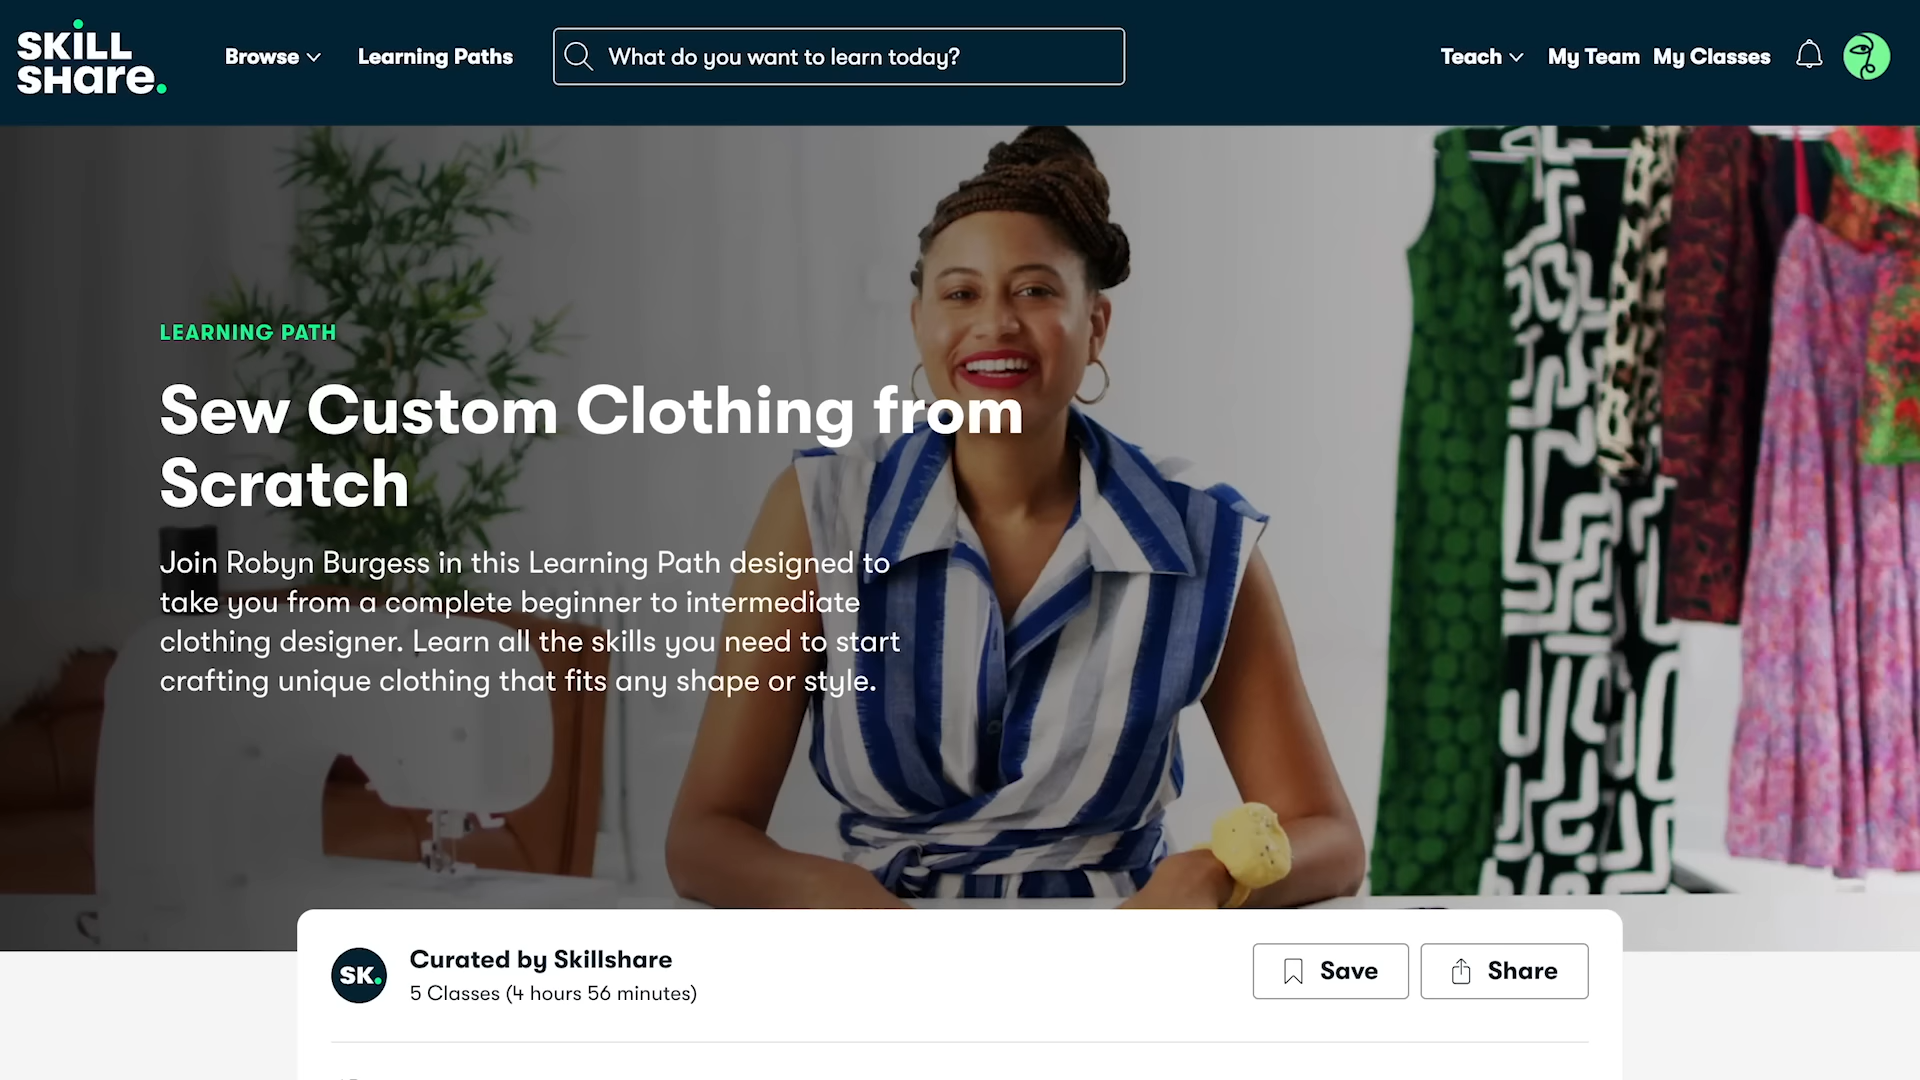 SKILL
SHare.
Browse
Learning Paths
What do you want to learn today?
Teach
My Team
My Classes
LEARNING PATH
Sew Custom Clothing from
Scratch
Join Robyn Burgess in this Learning Path designed to
take you from a complete beginner to intermediate
clothing designer. Learn all the skills you need to start
crafting unique clothing that fits any shape or style.
SK.
Curated by Skillshare
5 Classes (4 hours 56 minutes)
Save
Share